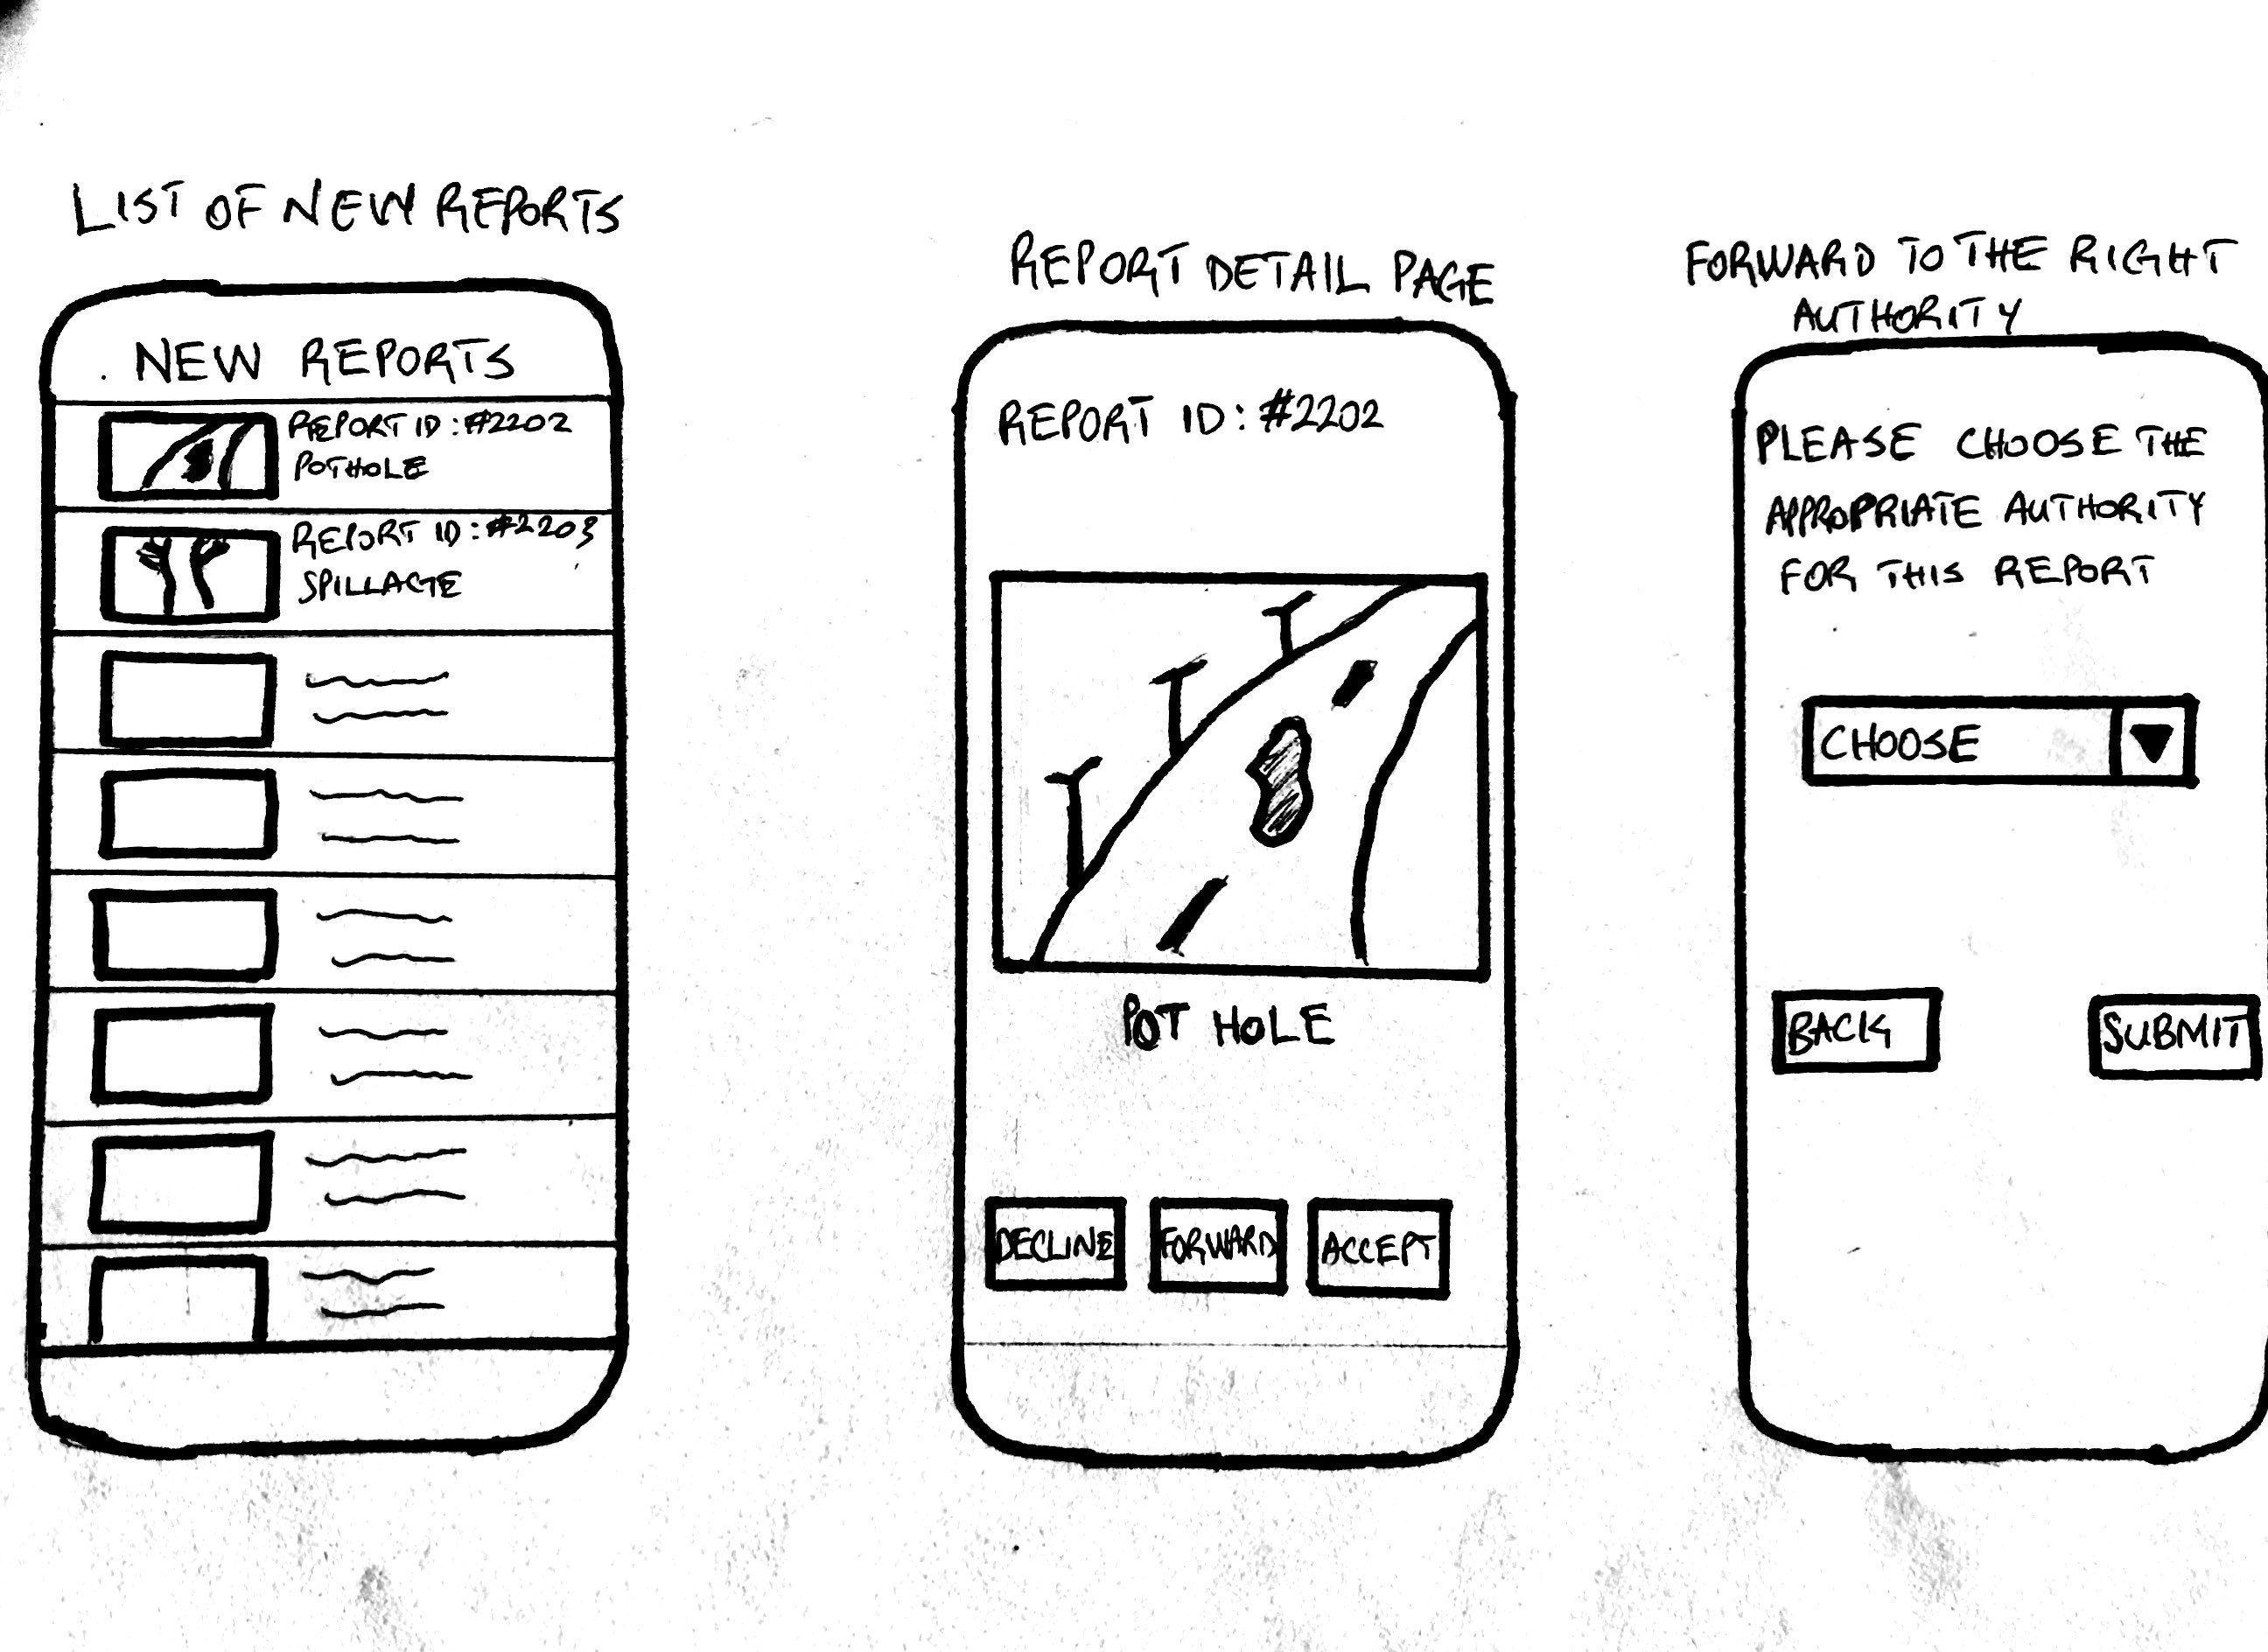 LIST OF NEW REPORTS
NEW REPORTS
REPORT ID: #2202
POTHOLE
REPORT ID: #2203
SPILLAGE
REPORT DETAIL PAGE
REPORT ID: #2202
POT HOLE
DECLINE
FORWARD
ACCEPT
FORWARD TO THE RIGHT
AUTHORITY
PLEASE CHOOSE THE
APPROPRIATE AUTHORITY
FOR THIS REPORT
CHOOSE
BACK
SUBMIT